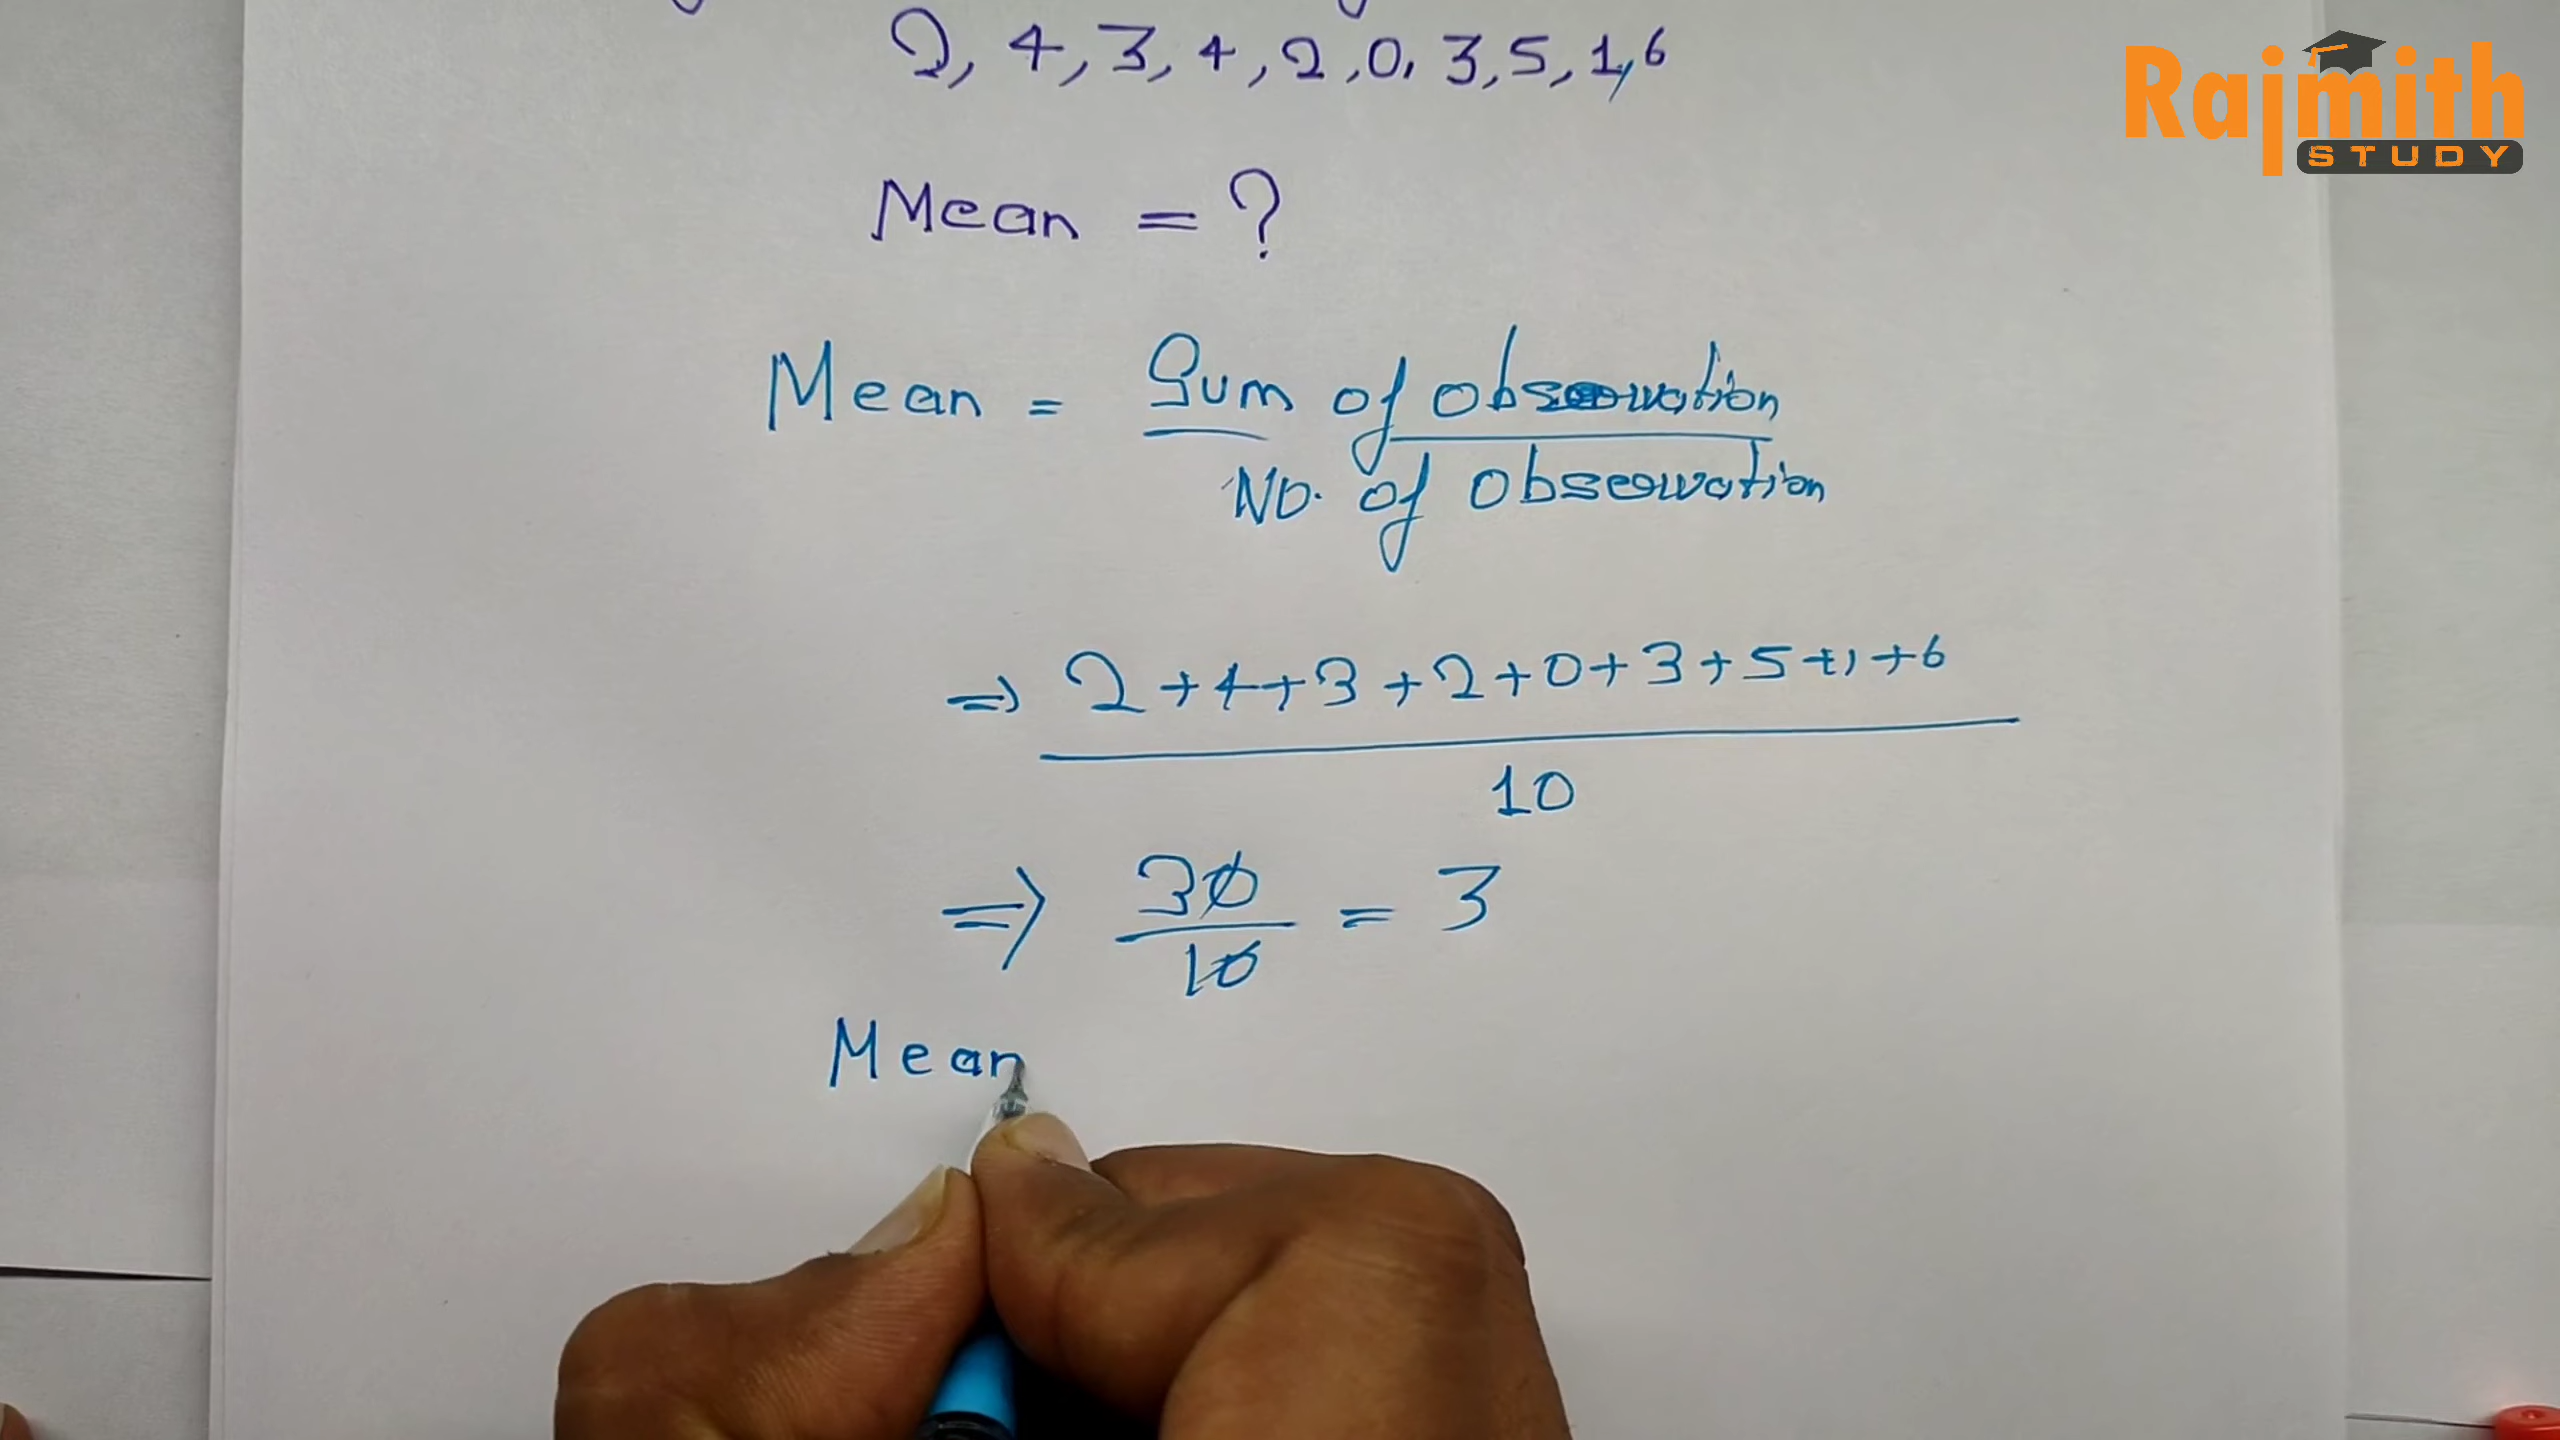 2, 4, 3, 4, 2, 0, 3, 5, 1, 6
Rajmith
STUDY
Mean = ?
Mean = Sum of observation
No. of observation
⇒ 2+4+3+2+0+3+5+1+6
10
⇒ 30
10
= 3
Mean